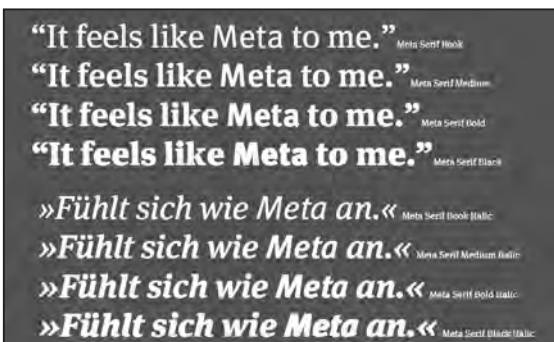 “It feels like Meta to me.” Meta Serif Book
“It feels like Meta to me.” Meta Serif Medium
“It feels like Meta to me.” Meta Serif Bold
“It feels like Meta to me.” Meta Serif Black
»Fühlt sich wie Meta an.« Meta Serif Book Italic
»Fühlt sich wie Meta an.« Meta Serif Medium Italic
»Fühlt sich wie Meta an.« Meta Serif Bold Italic
»Fühlt sich wie Meta an.« Meta Serif Black Italic